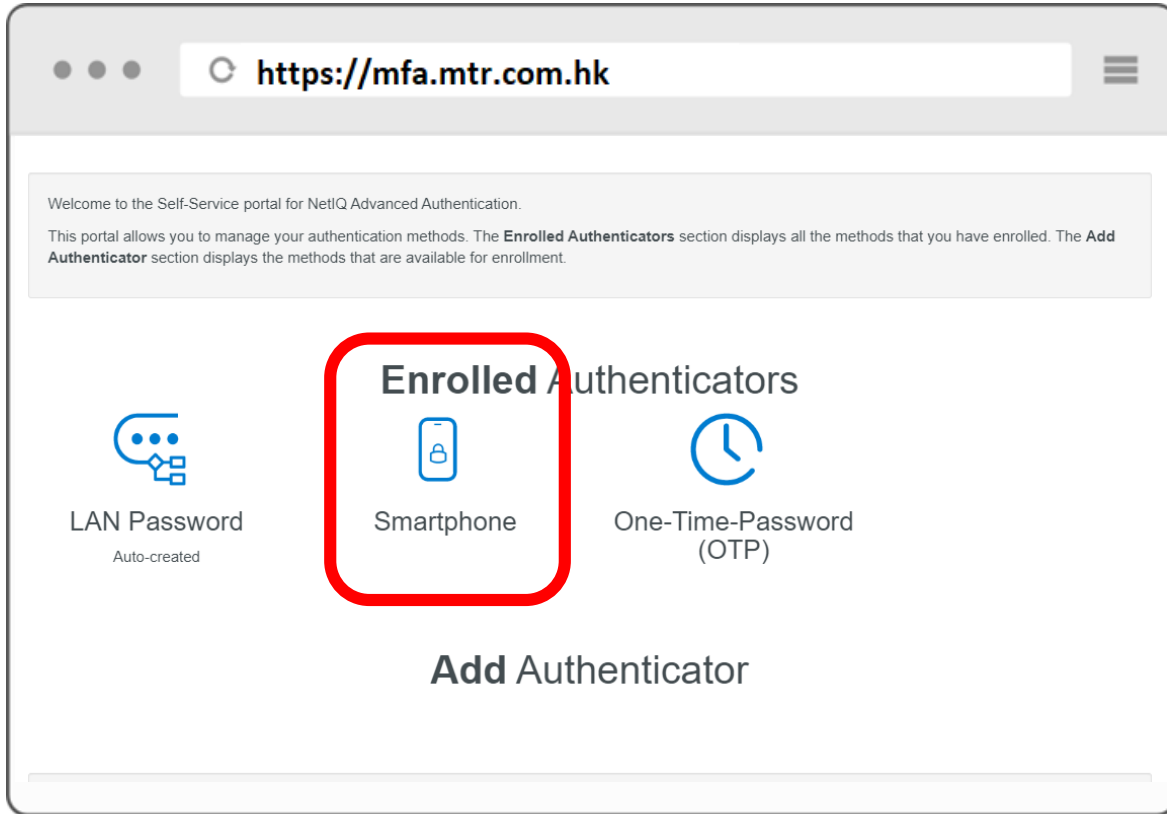 https://mfa.mtr.com.hk
Welcome to the Self-Service portal for NetIQ Advanced Authentication.
This portal allows you to manage your authentication methods. The Enrolled Authenticators section displays all the methods that you have enrolled. The Add
Authenticator section displays the methods that are available for enrollment.
Enrolled Authenticators
LAN Password
Auto-created
Smartphone
One-Time-Password
(OTP)
Add Authenticator